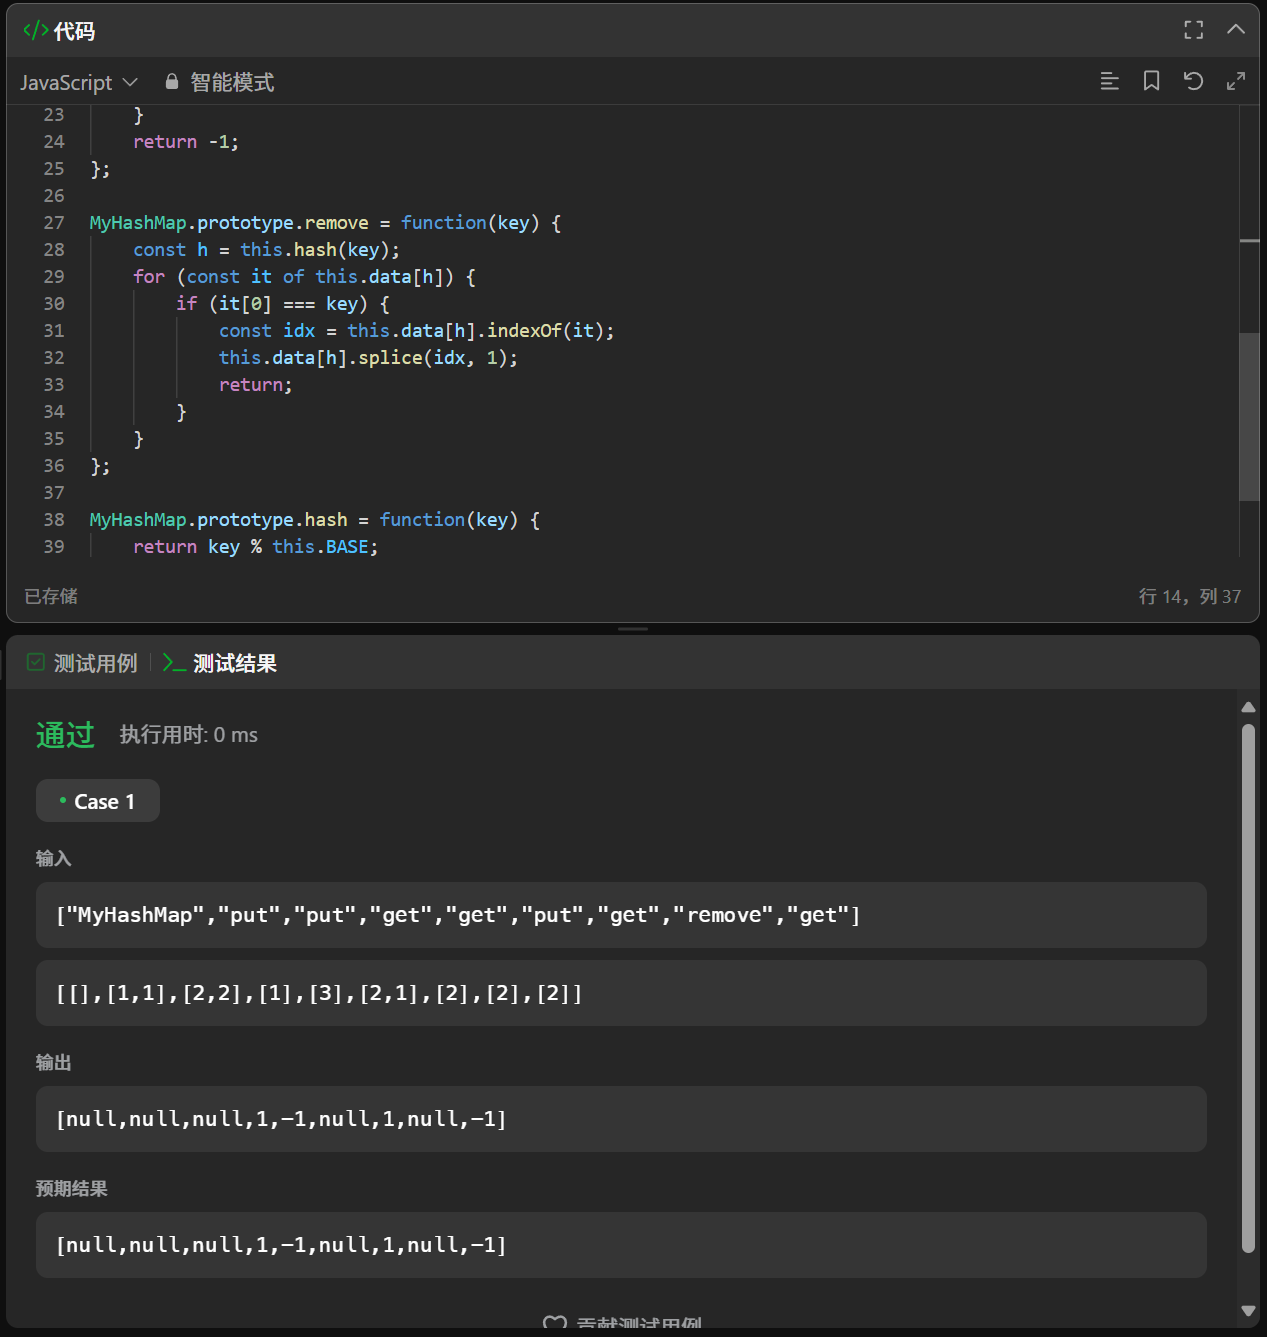 </> 代码
JavaScript 智能模式
23 }
24 return -1;
25 };
26
27 MyHashMap.prototype.remove = function(key) {
28 const h = this.hash(key);
29 for (const it of this.data[h]) {
30 if (it[0] === key) {
31 const idx = this.data[h].indexOf(it);
32 this.data[h].splice(idx, 1);
33 return;
34 }
35 }
36 };
37
38 MyHashMap.prototype.hash = function(key) {
39 return key % this.BASE;
已存储 行 14，列 37
测试用例 测试结果
通过 执行用时: 0 ms
Case 1
输入
["MyHashMap","put","put","get","get","put","get","remove","get"]
[[],[1,1],[2,2],[1],[3],[2,1],[2],[2],[2]]
输出
[null,null,null,1,-1,null,1,null,-1]
预期结果
[null,null,null,1,-1,null,1,null,-1]
贡献测试用例